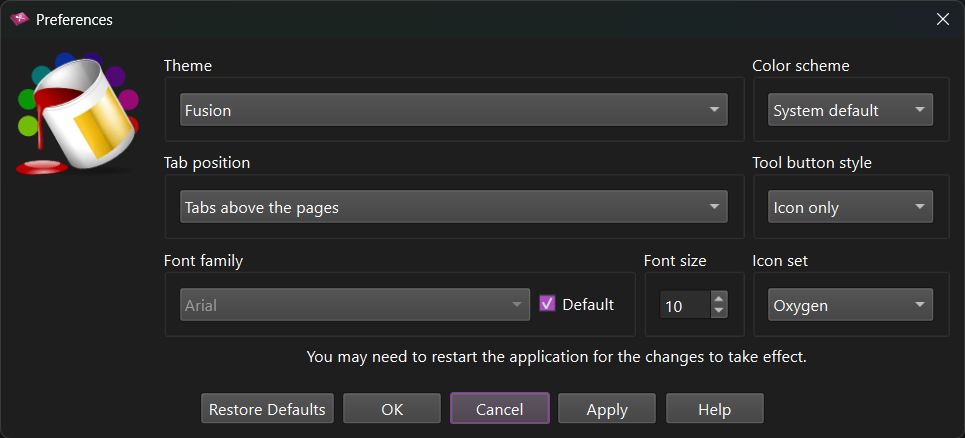 Preferences
Theme
Color scheme
Fusion
System default
Tab position
Tool button style
Tabs above the pages
Icon only
Font family
Font size
Icon set
Arial
Default
10
Oxygen
You may need to restart the application for the changes to take effect.
Restore Defaults
OK
Cancel
Apply
Help